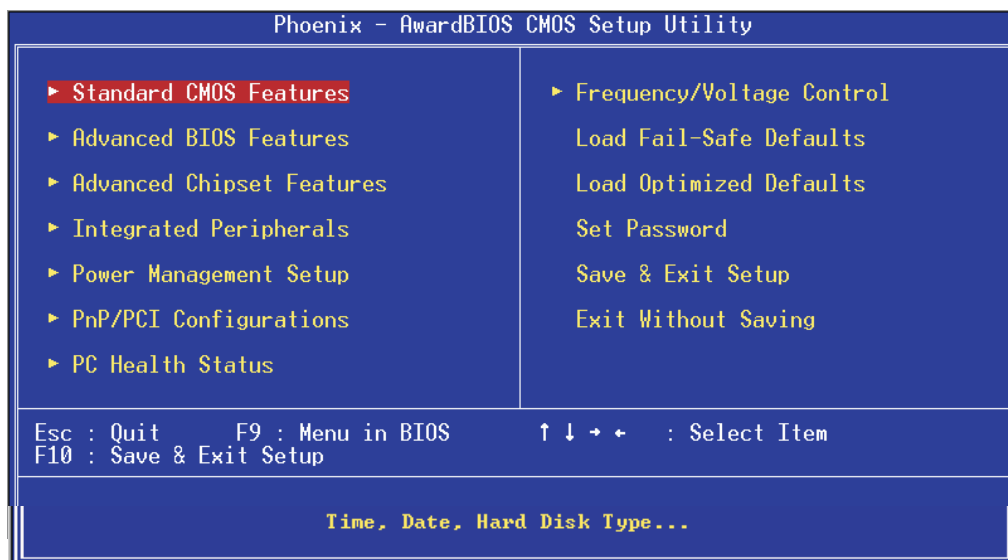 Phoenix - AwardBIOS CMOS Setup Utility
▶ Standard CMOS Features
▶ Advanced BIOS Features
▶ Advanced Chipset Features
▶ Integrated Peripherals
▶ Power Management Setup
▶ PnP/PCI Configurations
▶ PC Health Status
▶ Frequency/Voltage Control
Load Fail-Safe Defaults
Load Optimized Defaults
Set Password
Save & Exit Setup
Exit Without Saving
Esc : Quit F9 : Menu in BIOS ↑ ↓ → ← : Select Item
F10 : Save & Exit Setup
Time, Date, Hard Disk Type...